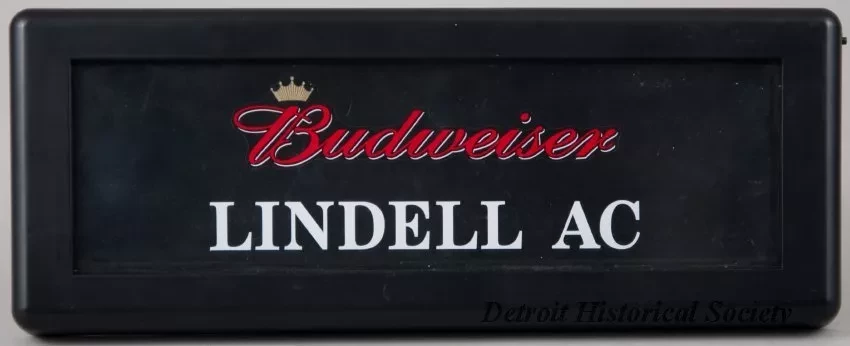 Budweiser
LINDELL AC
Detroit Historical Society